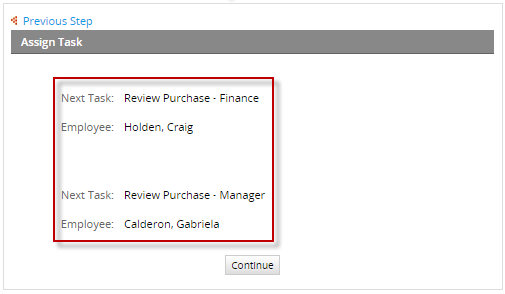 Previous Step
Assign Task
Next Task: Review Purchase - Finance
Employee: Holden, Craig
Next Task: Review Purchase - Manager
Employee: Calderon, Gabriela
Continue